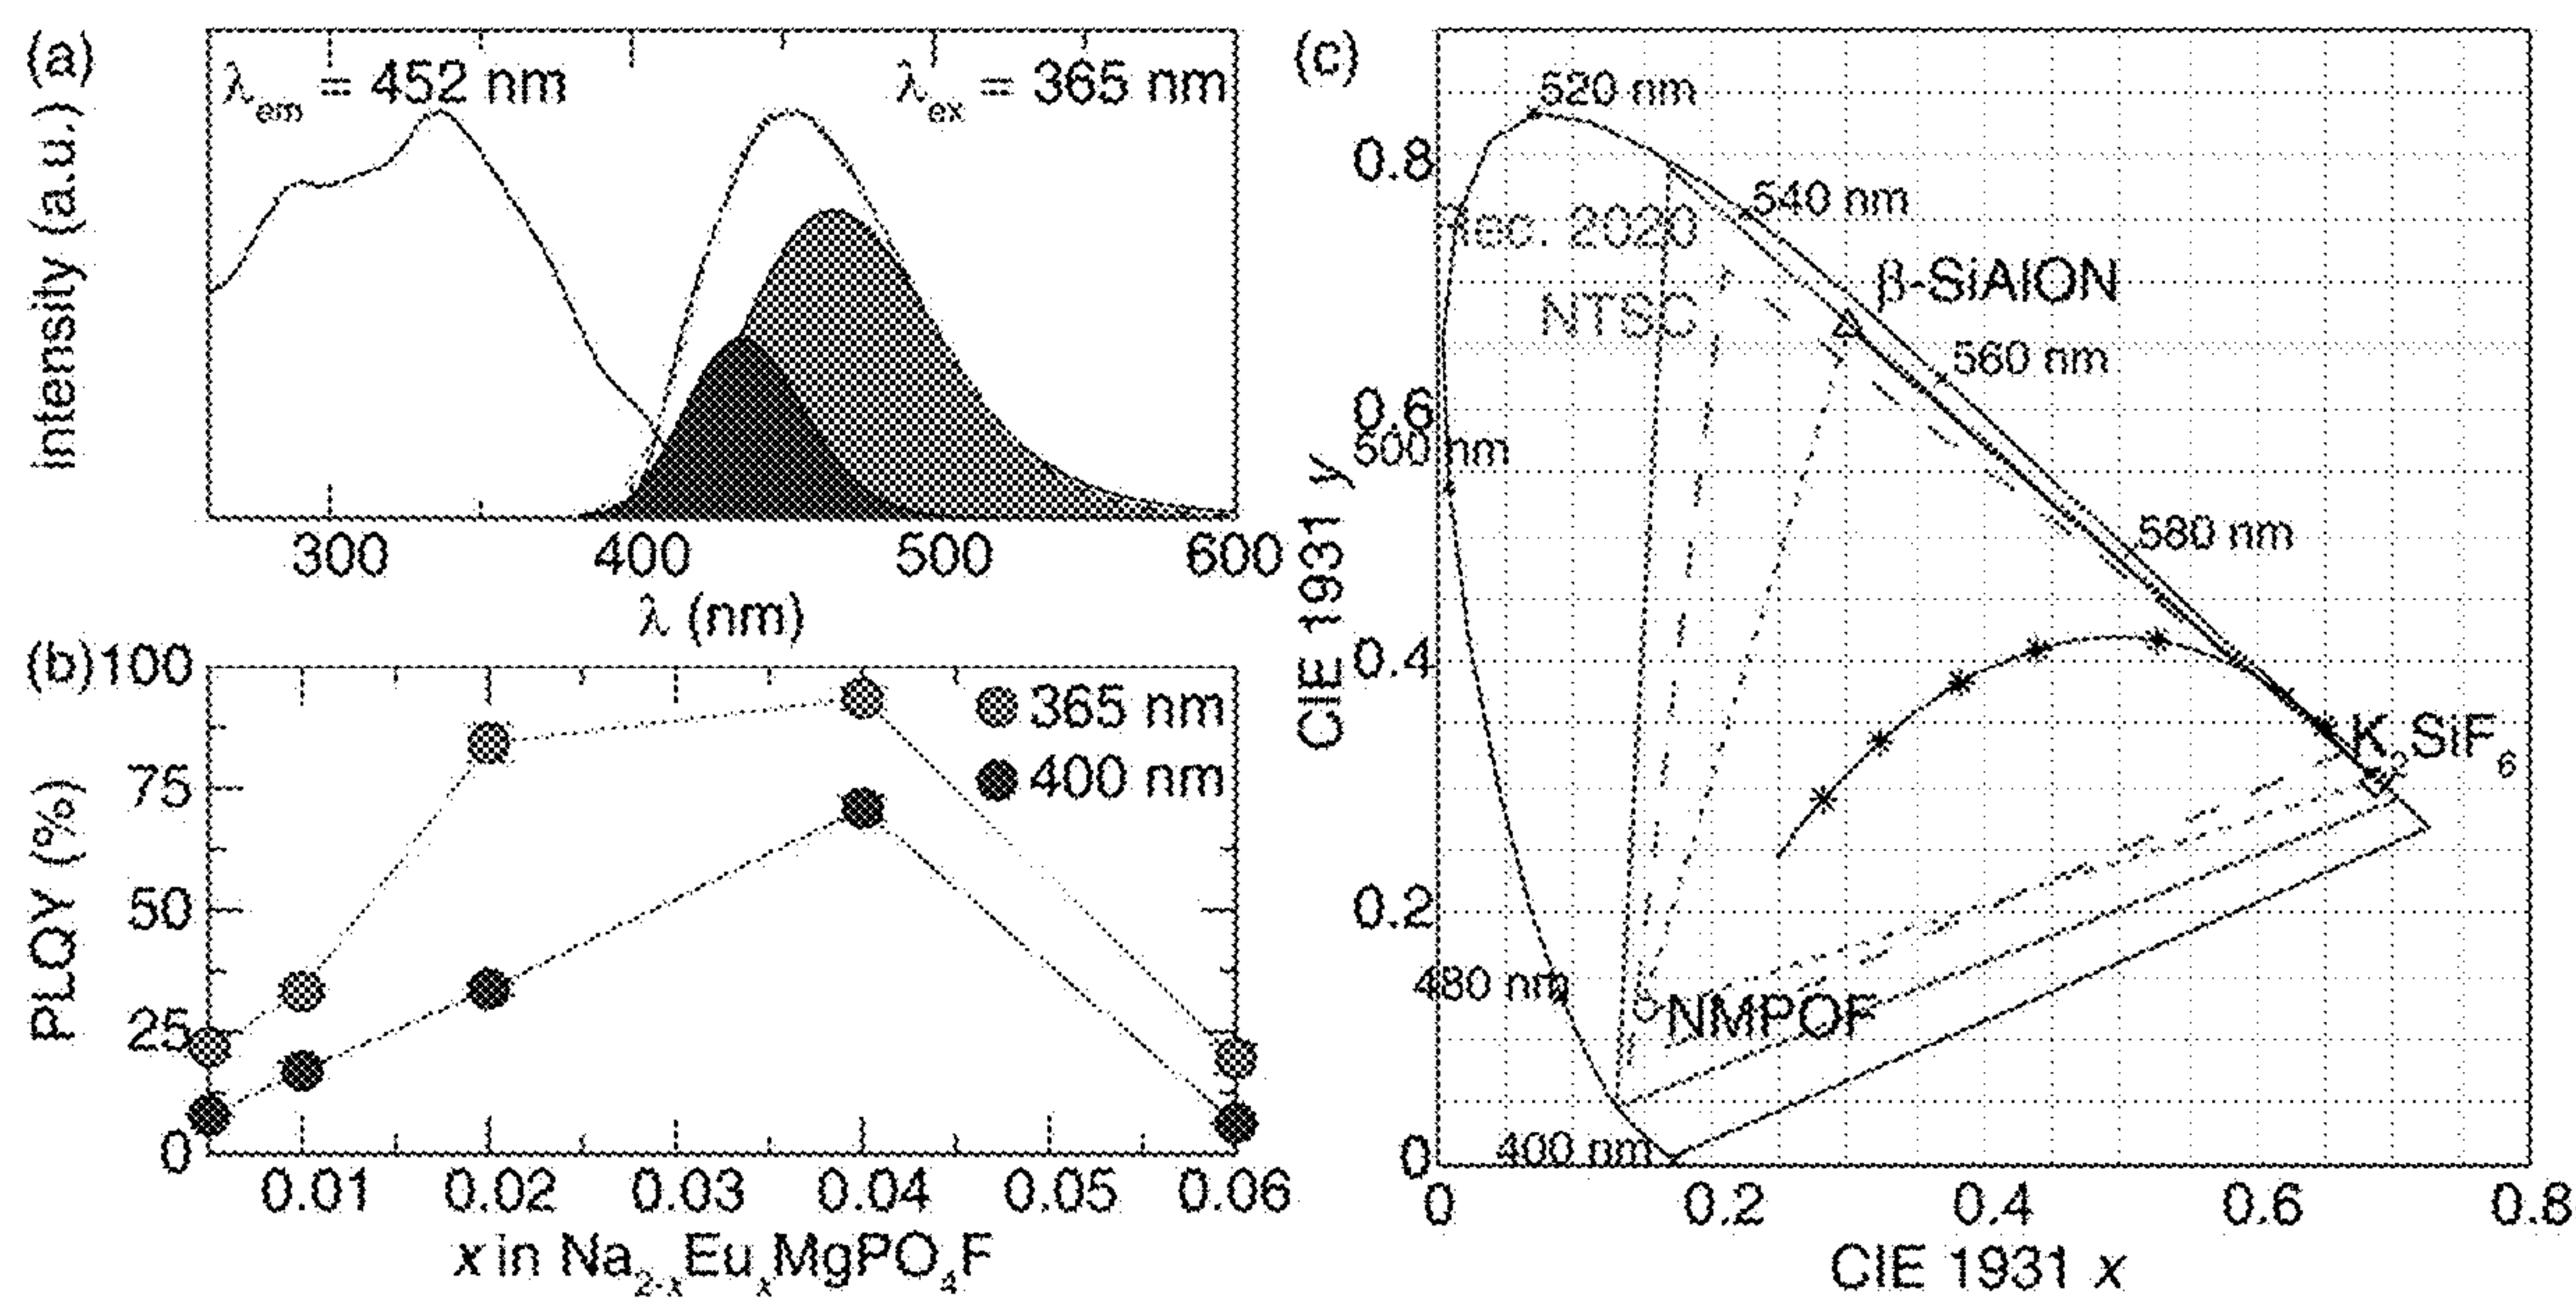 (a)
λem = 452 nm
λex = 365 nm
Intensity (a.u.)
300
400
500
600
λ (nm)
(b)
100
75
50
25
0
PLQY (%)
365 nm
400 nm
0.01
0.02
0.03
0.04
0.05
0.06
x in Na2-xEuxMgPO4F
(c)
520 nm
0.8
540 nm
Rec. 2020
β-SiAlON
NTSC
560 nm
0.6
500 nm
CIE 1931 y
580 nm
0.4
K2SiF6
0.2
480 nm
NMPOF
400 nm
0
0
0.2
0.4
0.6
0.8
CIE 1931 x